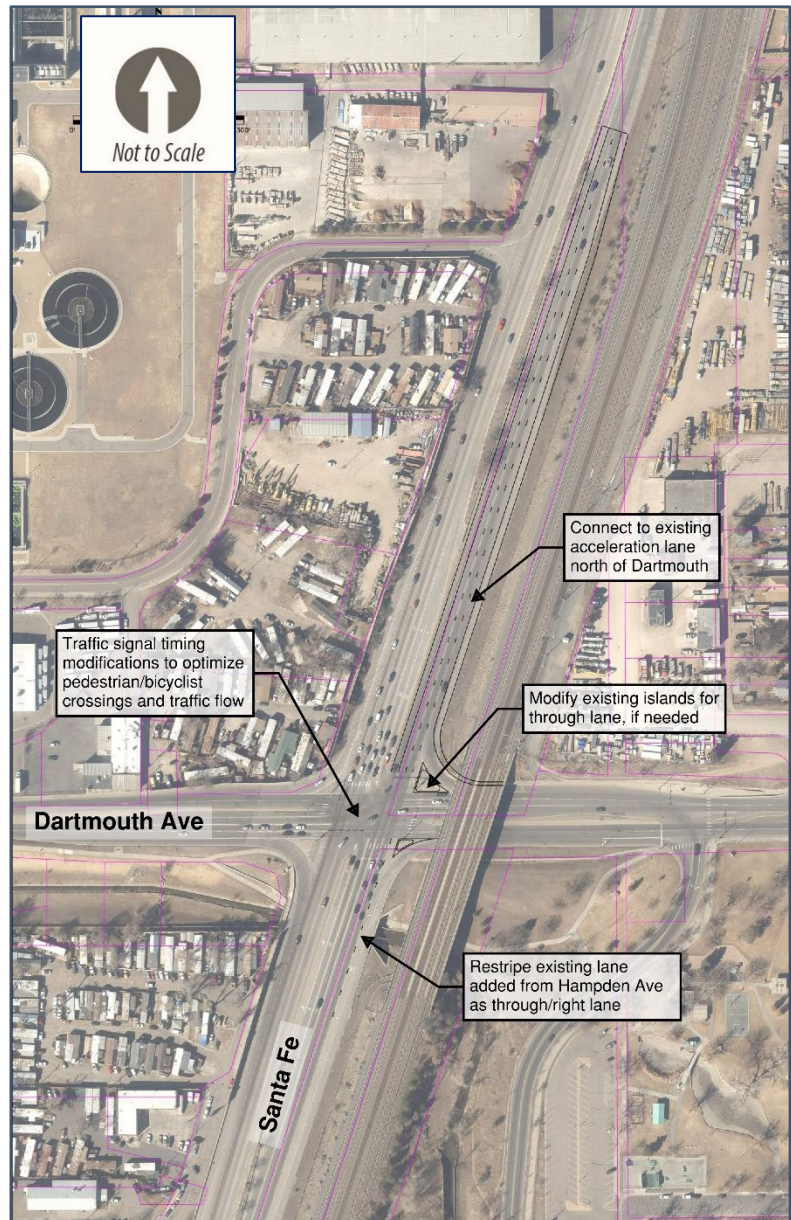 0'
300'
Not to Scale
Connect to existing
acceleration lane
north of Dartmouth
Traffic signal timing
modifications to optimize
pedestrian/bicyclist
crossings and traffic flow
Modify existing islands for
through lane, if needed
Dartmouth Ave
Restripe existing lane
added from Hampden Ave
as through/right lane
Santa Fe